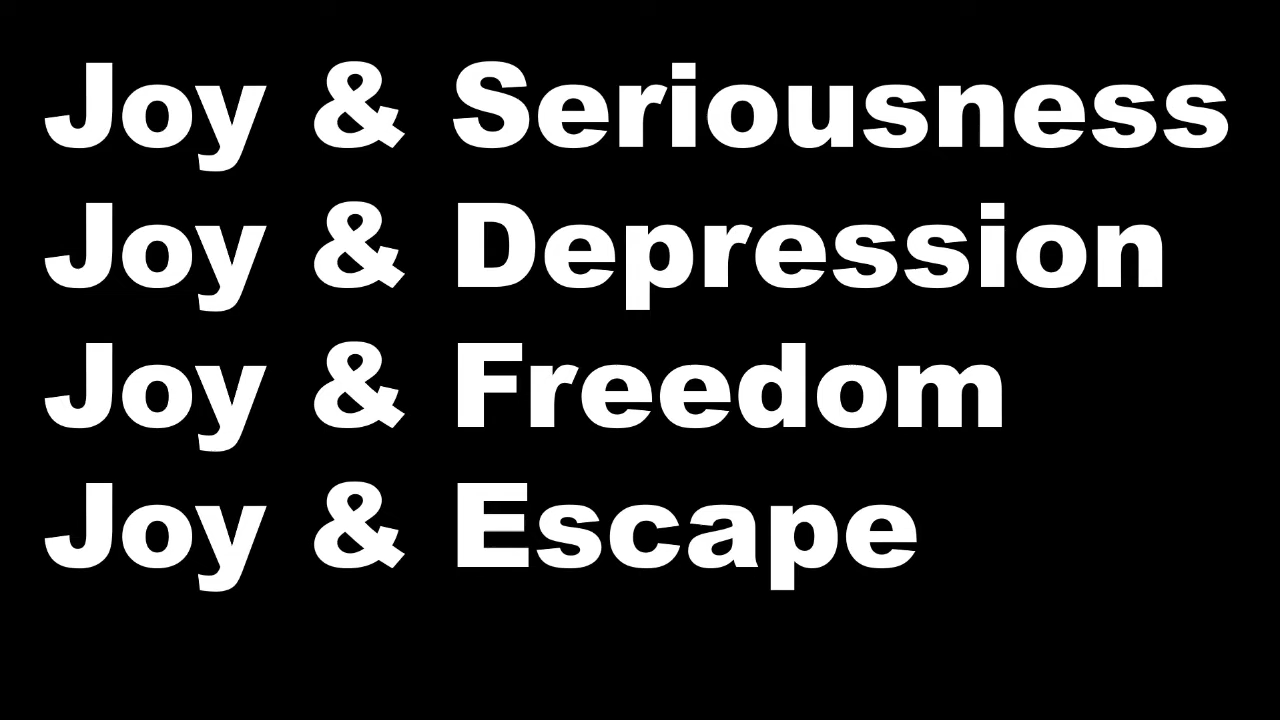 Joy & Seriousness
Joy & Depression
Joy & Freedom
Joy & Escape